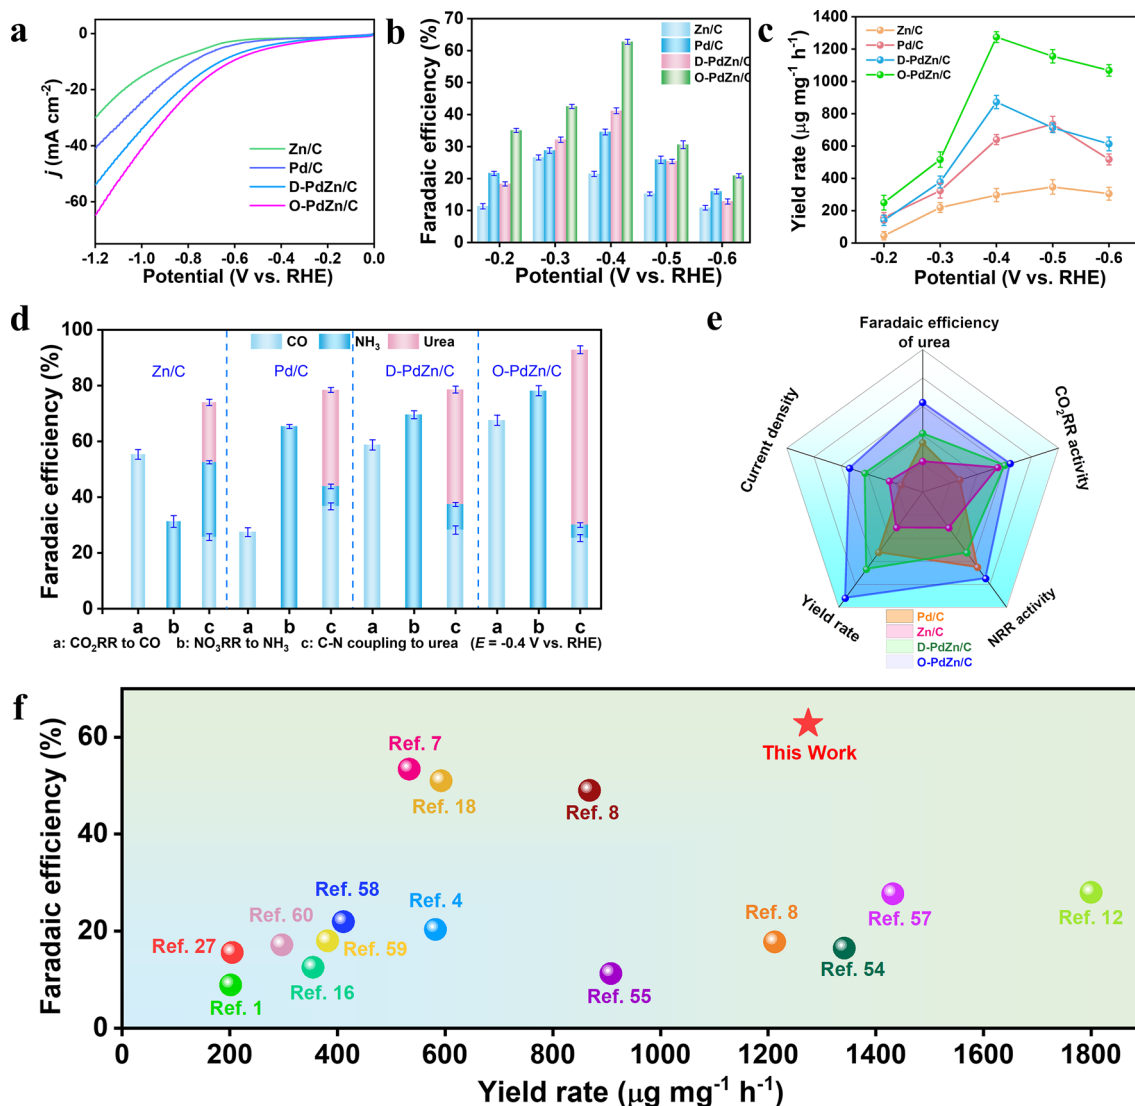 a
0
-20
-40
-60
j (mA cm-2)
Zn/C
Pd/C
D-PdZn/C
O-PdZn/C
-1.2 -1.0 -0.8 -0.6 -0.4 -0.2 0.0
Potential (V vs. RHE)
b
70
60
50
40
30
20
10
0
Faradaic efficiency (%)
Zn/C
Pd/C
D-PdZn/C
O-PdZn/C
-0.2 -0.3 -0.4 -0.5 -0.6
Potential (V vs. RHE)
c
1400
1200
1000
800
600
400
200
0
Yield rate (μg mg-1 h-1)
Zn/C
Pd/C
D-PdZn/C
O-PdZn/C
-0.2 -0.3 -0.4 -0.5 -0.6
Potential (V vs. RHE)
d
100
80
60
40
20
0
Faradaic efficiency (%)
CO NH3 Urea
Zn/C Pd/C D-PdZn/C O-PdZn/C
a b c a b c a b c a b c
a: CO2RR to CO b: NO3RR to NH3 c: C-N coupling to urea (E = -0.4 V vs. RHE)
e
Faradaic efficiency
of urea
CO2RR activity
NRR activity
Yield rate
Current density
Pd/C
Zn/C
D-PdZn/C
O-PdZn/C
f
60
40
20
0
Faradaic efficiency (%)
This Work
Ref. 7
Ref. 18
Ref. 8
Ref. 58
Ref. 4
Ref. 60
Ref. 27
Ref. 59
Ref. 16
Ref. 1
Ref. 55
Ref. 8
Ref. 57
Ref. 54
Ref. 12
0 200 400 600 800 1000 1200 1400 1600 1800
Yield rate (μg mg-1 h-1)